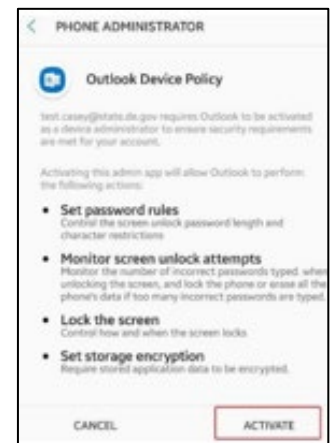 PHONE ADMINISTRATOR
Outlook Device Policy
test.casey@state.de.gov requires Outlook to be activated
as a device administrator to ensure security requirements
are met for your account.
Activating this admin app will allow Outlook to perform
the following actions:
• Set password rules
Control the screen unlock password length and
character restrictions
• Monitor screen unlock attempts
Monitor the number of incorrect passwords typed when
unlocking the screen, and lock the phone or erase all the
phone's data if too many incorrect passwords are typed.
• Lock the screen
Control how and when the screen locks
• Set storage encryption
Require stored application data to be encrypted.
CANCEL ACTIVATE